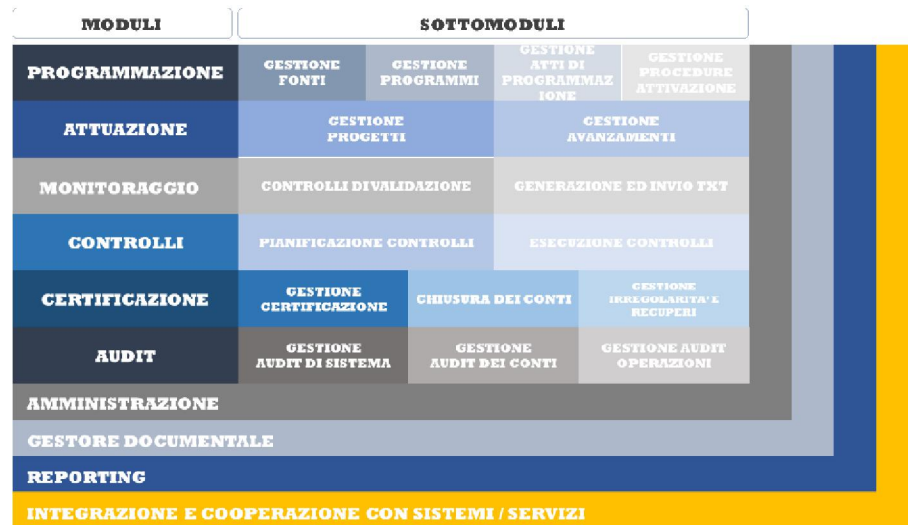 MODULI
SOTTOMODULI
PROGRAMMAZIONE
GESTIONE
FONTI
GESTIONE
PROGRAMMI
GESTIONE
ATTI DI
PROGRAMMAZ
IONE
GESTIONE
PROCEDURE
ATTIVAZIONE
ATTUAZIONE
GESTIONE
PROGETTI
GESTIONE
AVANZAMENTI
MONITORAGGIO
CONTROLLI DI VALIDAZIONE
GENERAZIONE ED INVIO TXT
CONTROLLI
PIANIFICAZIONE CONTROLLI
ESECUZIONE CONTROLLI
CERTIFICAZIONE
GESTIONE
CERTIFICAZIONE
CHIUSURA DEI CONTI
GESTIONE
IRREGOLARITA' E
RECUPERI
AUDIT
GESTIONE
AUDIT DI SISTEMA
GESTIONE
AUDIT DEI CONTI
GESTIONE AUDIT
OPERAZIONI
AMMINISTRAZIONE
GESTORE DOCUMENTALE
REPORTING
INTEGRAZIONE E COOPERAZIONE CON SISTEMI / SERVIZI